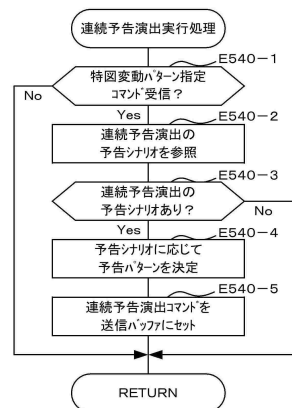 連続予告演出実行処理
E540-1
特図変動ﾊﾟﾀｰﾝ指定
ｺﾏﾝﾄﾞ受信？
No
Yes
E540-2
連続予告演出の
予告ｼﾅﾘｵを参照
E540-3
連続予告演出の
予告ｼﾅﾘｵあり？
No
Yes
E540-4
予告ｼﾅﾘｵに応じて
予告ﾊﾟﾀｰﾝを決定
E540-5
連続予告演出ｺﾏﾝﾄﾞを
送信ﾊﾞｯﾌｧにｾｯﾄ
RETURN